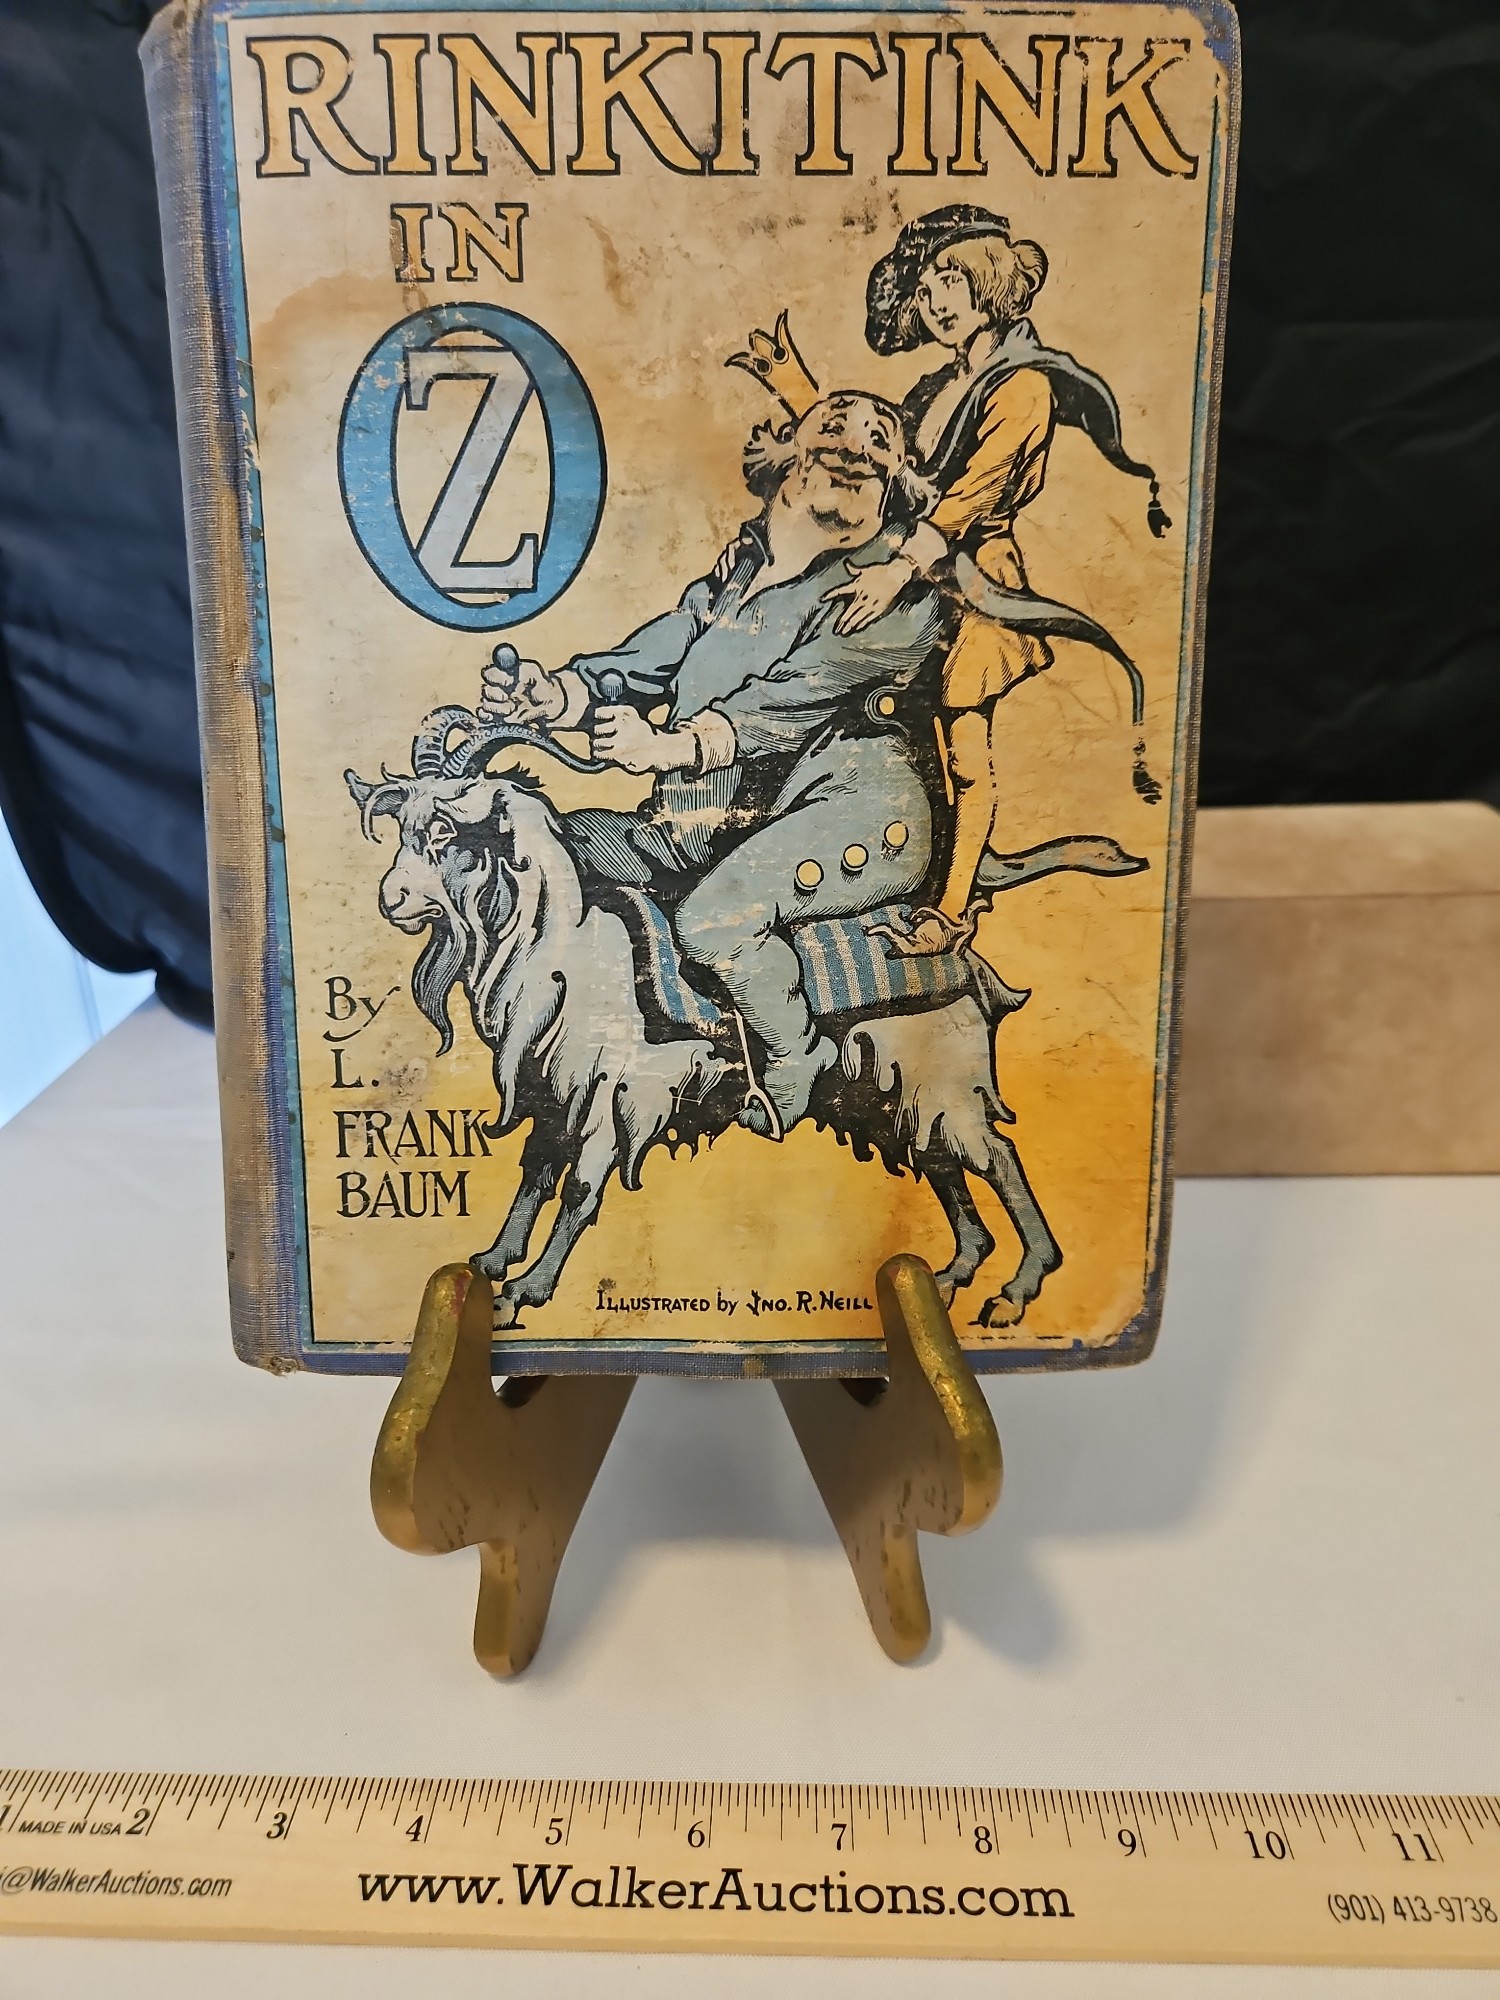 RINKITINK
IN
OZ
By
L.
FRANK
BAUM
ILLUSTRATED by JNO. R. NEILL
1 2 3 4 5 6 7 8 9 10 11
MADE IN USA
@WalkerAuctions.com
www.WalkerAuctions.com
(901) 413-9738